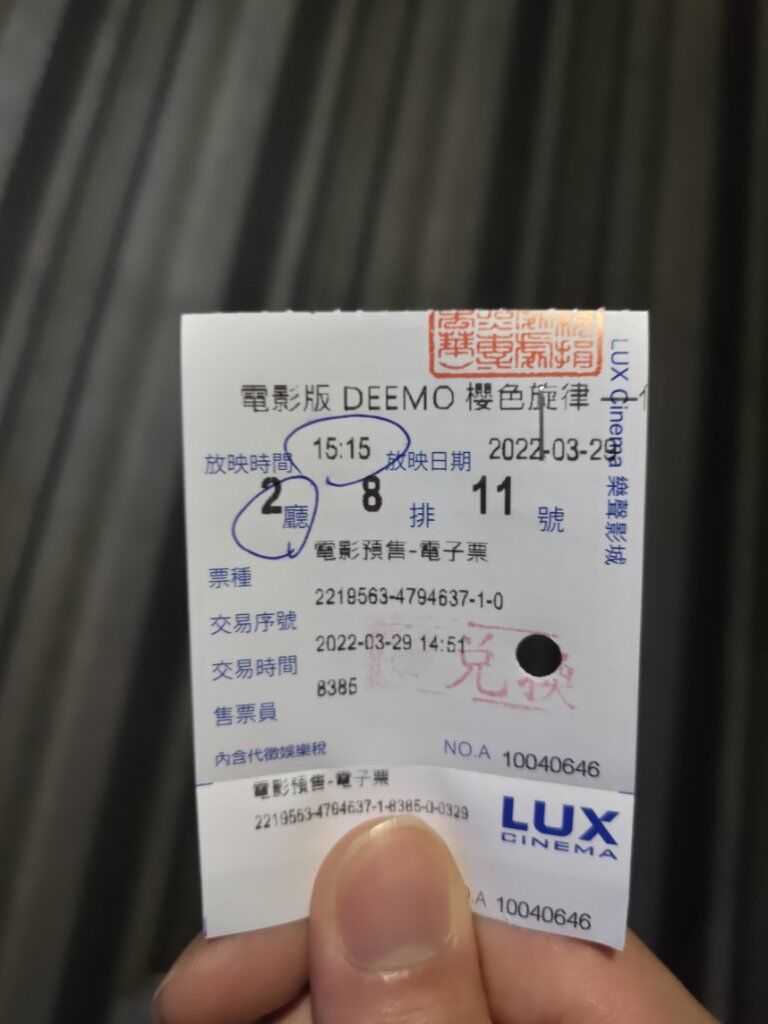 電影版 DEEMO 櫻色旋律
放映時間 15:15 放映日期 2022-03-29
2 廳 8 排 11 號
電影預售-電子票
票種
2219563-4794637-1-0
交易序號
2022-03-29 14:51
交易時間
8385
售票員
兌換
內含代徵娛樂稅 NO.A 10040646
LUX Cinema 樂聲影城
電影預售-電子票
2219563-4794637-1-8385-0-0329
LUX
CINEMA
O.A 10040646